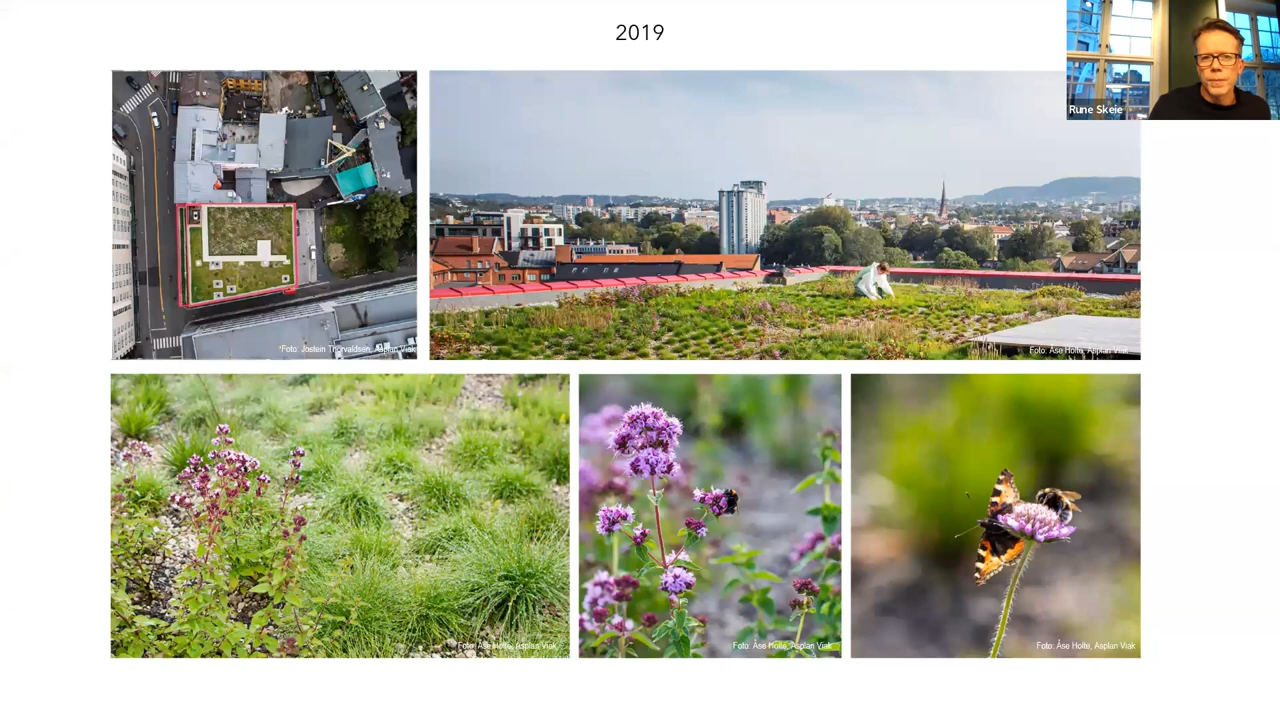 2019
Rune Skeie
*Foto: Jostein Thorvaldsen, Asplan Viak
Foto: Åse Holte, Asplan Viak
Foto: Åse Holte, Asplan Viak
Foto: Åse Holte, Asplan Viak
Foto: Åse Holte, Asplan Viak